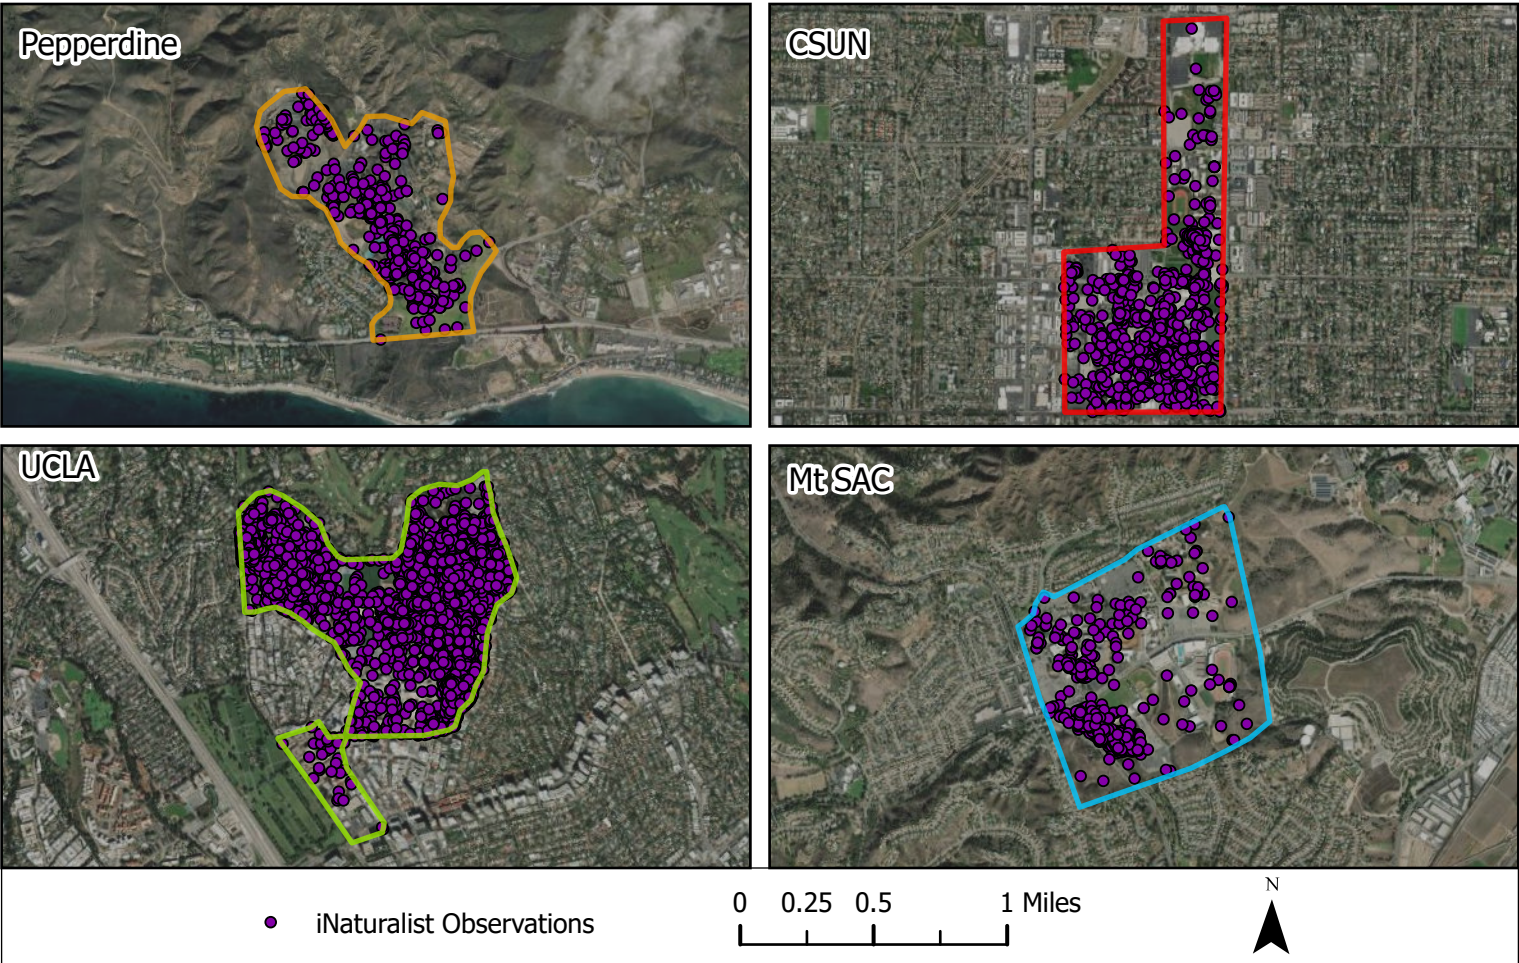 Pepperdine
CSUN
UCLA
Mt SAC
iNaturalist Observations
0 0.25 0.5 1 Miles
N